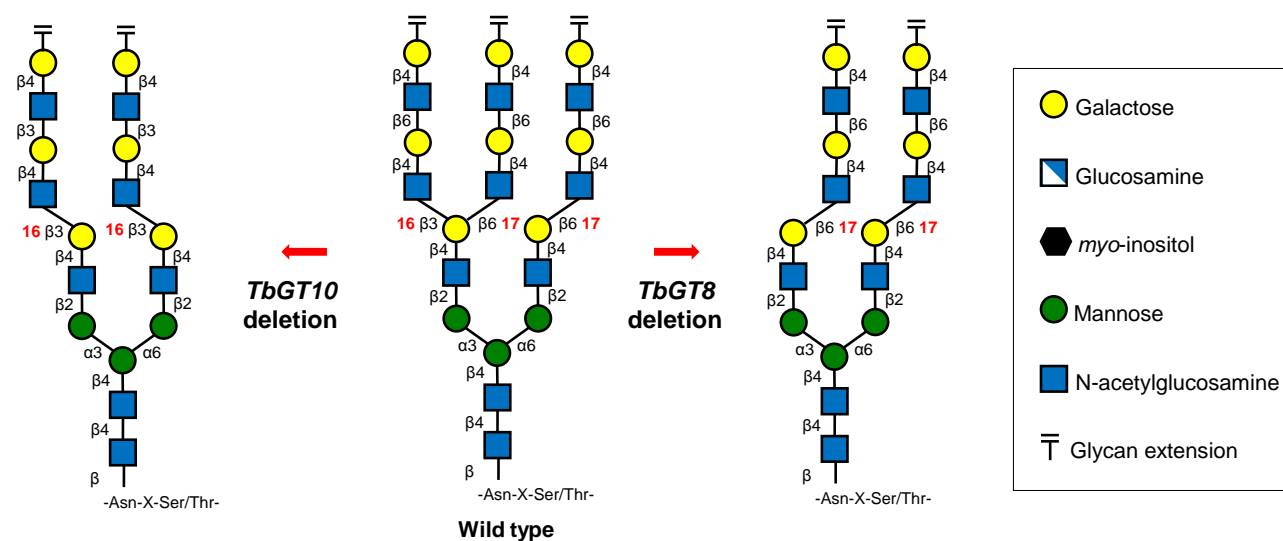 β4 β4 β4 β4 β4 β4 β4
β3 β3 β6 β6 β6 β6 β6
β4 β4 β4 β4 β4 β4 β4
16 β3 16 β3 16 β3 β6 17 β6 17 β6 17 β6 17
β4 β4 β4 β4 β4 β4
β2 β2 β2 β2 β2 β2
α3 α6 α3 α6 α3 α6
β4 β4 β4
β4 β4 β4
β β β
-Asn-X-Ser/Thr- -Asn-X-Ser/Thr- -Asn-X-Ser/Thr-
TbGT10
deletion
Wild type
TbGT8
deletion
Galactose
Glucosamine
myo-inositol
Mannose
N-acetylglucosamine
Glycan extension